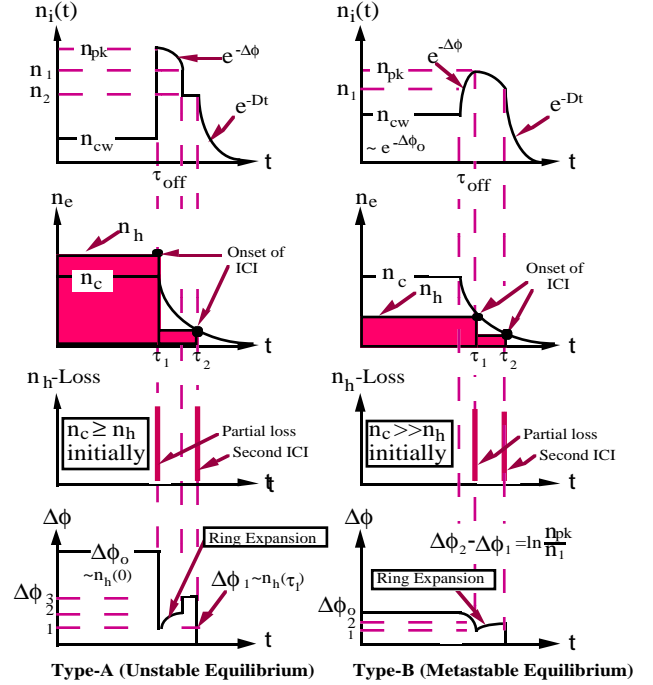 n_i(t)
n_pk
n_1
n_2
n_cw
e^-Δϕ
e^-Dt
t
τ_off
n_e
n_h
n_c
Onset of
ICI
t
τ_1
τ_2
n_h-Loss
n_c ≥ n_h
initially
Partial loss
Second ICI
t
Δϕ
Δϕ_o
~n_h(0)
Ring Expansion
Δϕ_1~n_h(τ_1)
Δϕ_3
2
1
t
Type-A (Unstable Equilibrium)
n_i(t)
n_pk
n_1
n_cw
~ e^-Δϕ_o
e^-Δϕ
e^-Dt
t
τ_off
n_e
n_c
n_h
Onset of
ICI
t
τ_1
τ_2
n_h-Loss
n_c>>n_h
initially
Partial loss
Second ICI
t
Δϕ
Δϕ_2-Δϕ_1=ln n_pk/n_1
Ring Expansion
Δϕ_o
2
1
t
Type-B (Metastable Equilibrium)